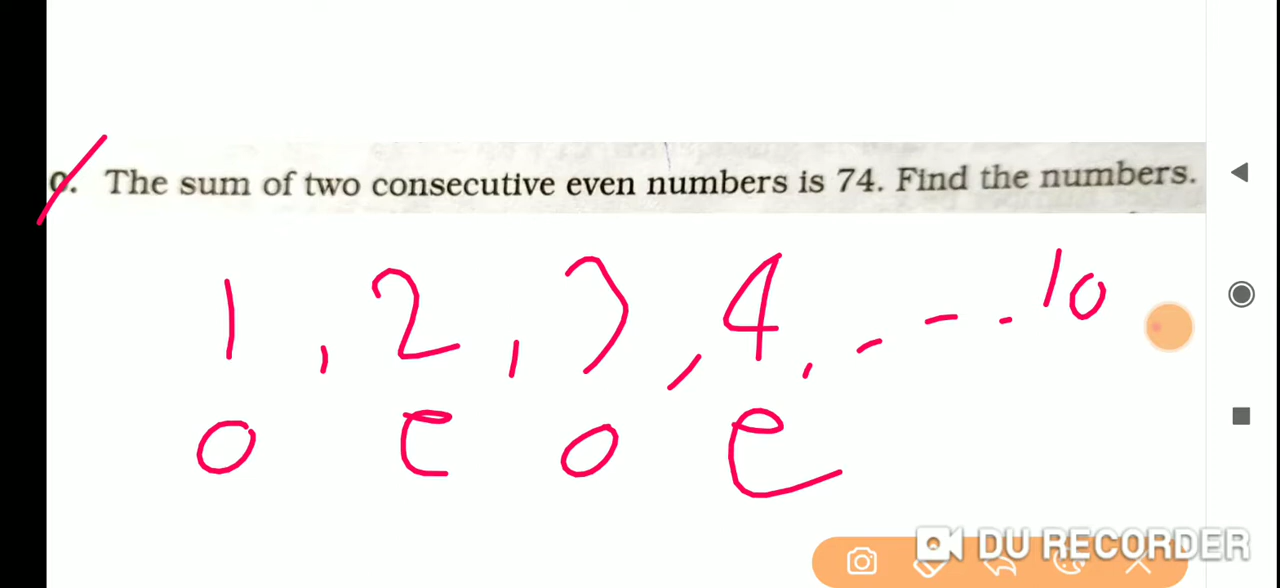 Q. The sum of two consecutive even numbers is 74. Find the numbers.
1, 2, 3, 4, - - - 10
o e o e
DU RECORDER